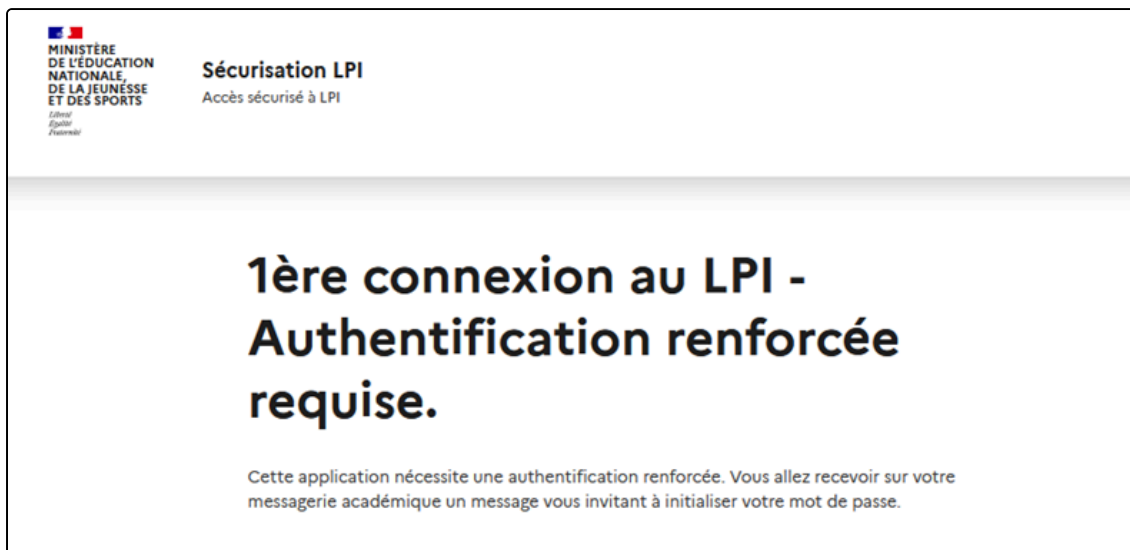 MINISTÈRE
DE L'ÉDUCATION
NATIONALE,
DE LA JEUNESSE
ET DES SPORTS
Liberté
Égalité
Fraternité
Sécurisation LPI
Accès sécurisé à LPI
1ère connexion au LPI -
Authentification renforcée
requise.
Cette application nécessite une authentification renforcée. Vous allez recevoir sur votre
messagerie académique un message vous invitant à initialiser votre mot de passe.